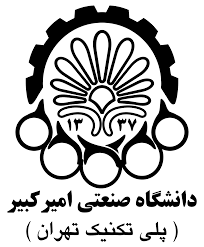 ۱۳ ۳۷
دانشگاه صنعتی امیرکبیر
( پلی تکنیک تهران )